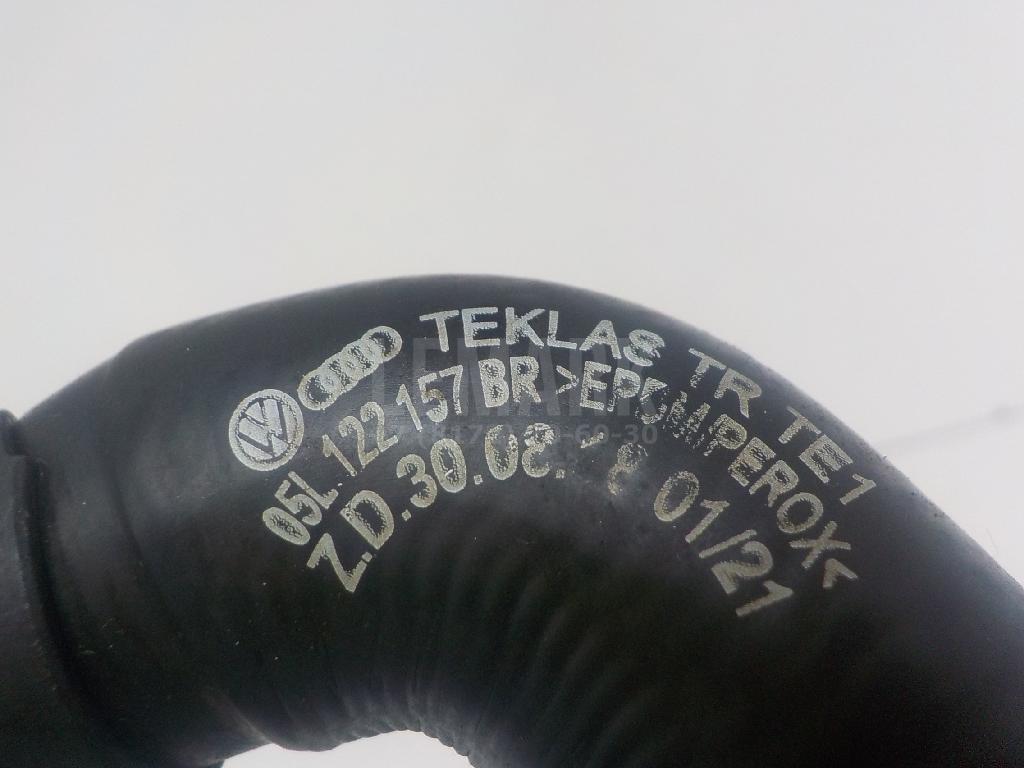 TEKLAS TR TE1
05L 122 157 BR >EPDM/PEROX<
Z.D.30.08. 01/21